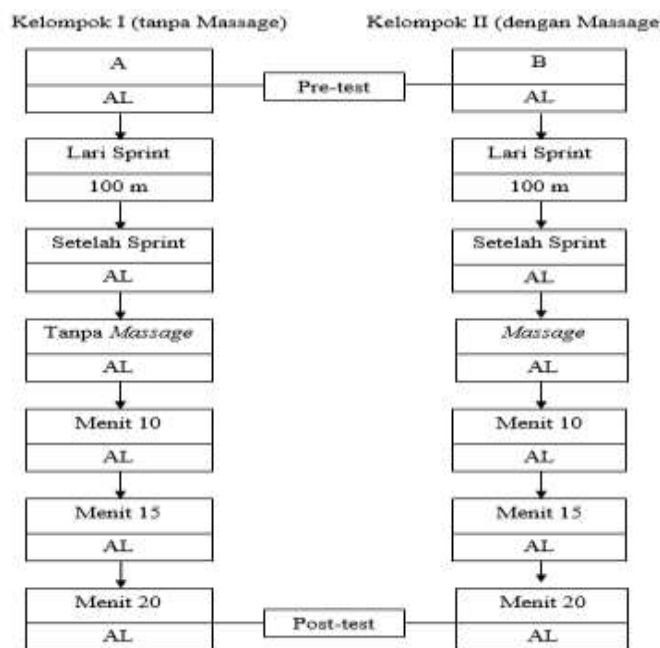 Kelompok I (tanpa Massage)
Kelompok II (dengan Massage
A
AL
Pre-test
B
AL
Lari Sprint
100 m
Lari Sprint
100 m
Setelah Sprint
AL
Setelah Sprint
AL
Tanpa Massage
AL
Massage
AL
Menit 10
AL
Menit 10
AL
Menit 15
AL
Menit 15
AL
Menit 20
AL
Post-test
Menit 20
AL